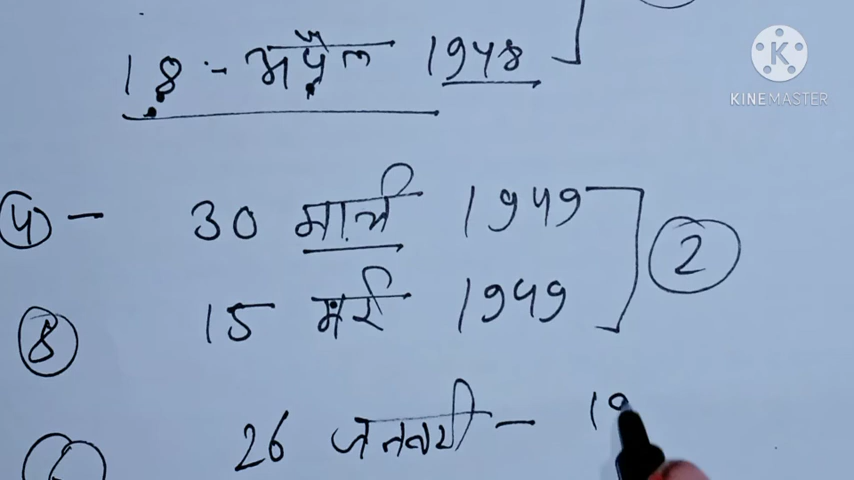 18 - अप्रैल 1948
KINEMASTER
4 - 30 मार्च 1949
2
8 15 मई 1949
26 जनवरी - 19